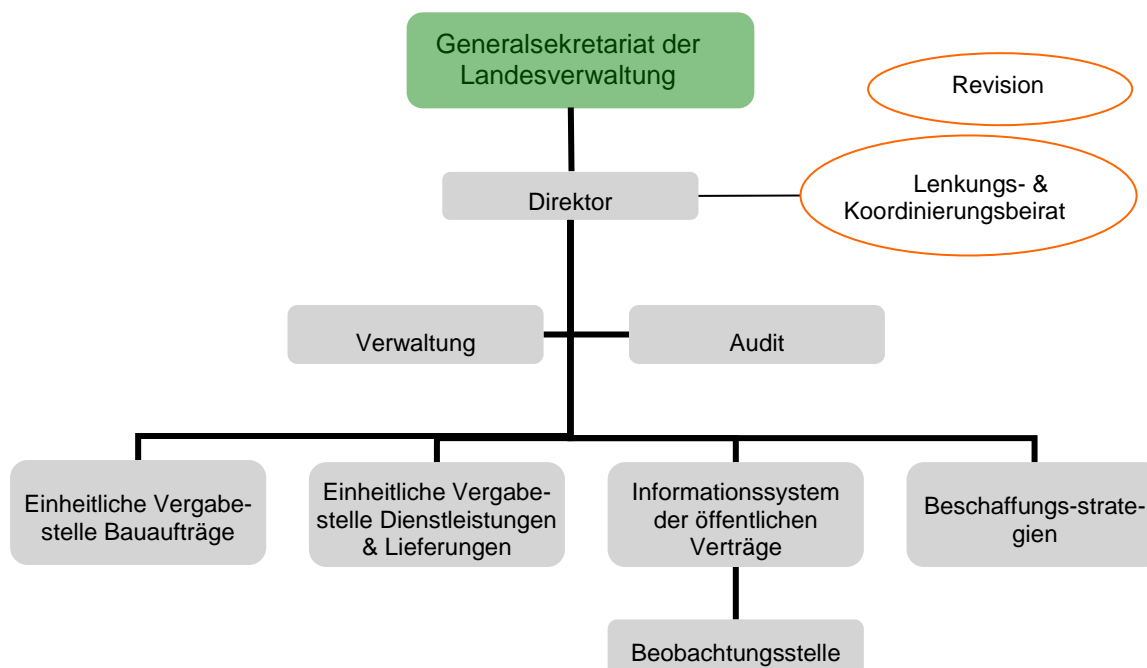 Generalsekretariat der
Landesverwaltung
Revision
Lenkungs- &
Koordinierungsbeirat
Direktor
Verwaltung
Audit
Einheitliche Vergabe-
stelle Bauaufträge
Einheitliche Vergabe-
stelle Dienstleistungen
& Lieferungen
Informationssystem
der öffentlichen
Verträge
Beschaffungs-strate-
gien
Beobachtungsstelle